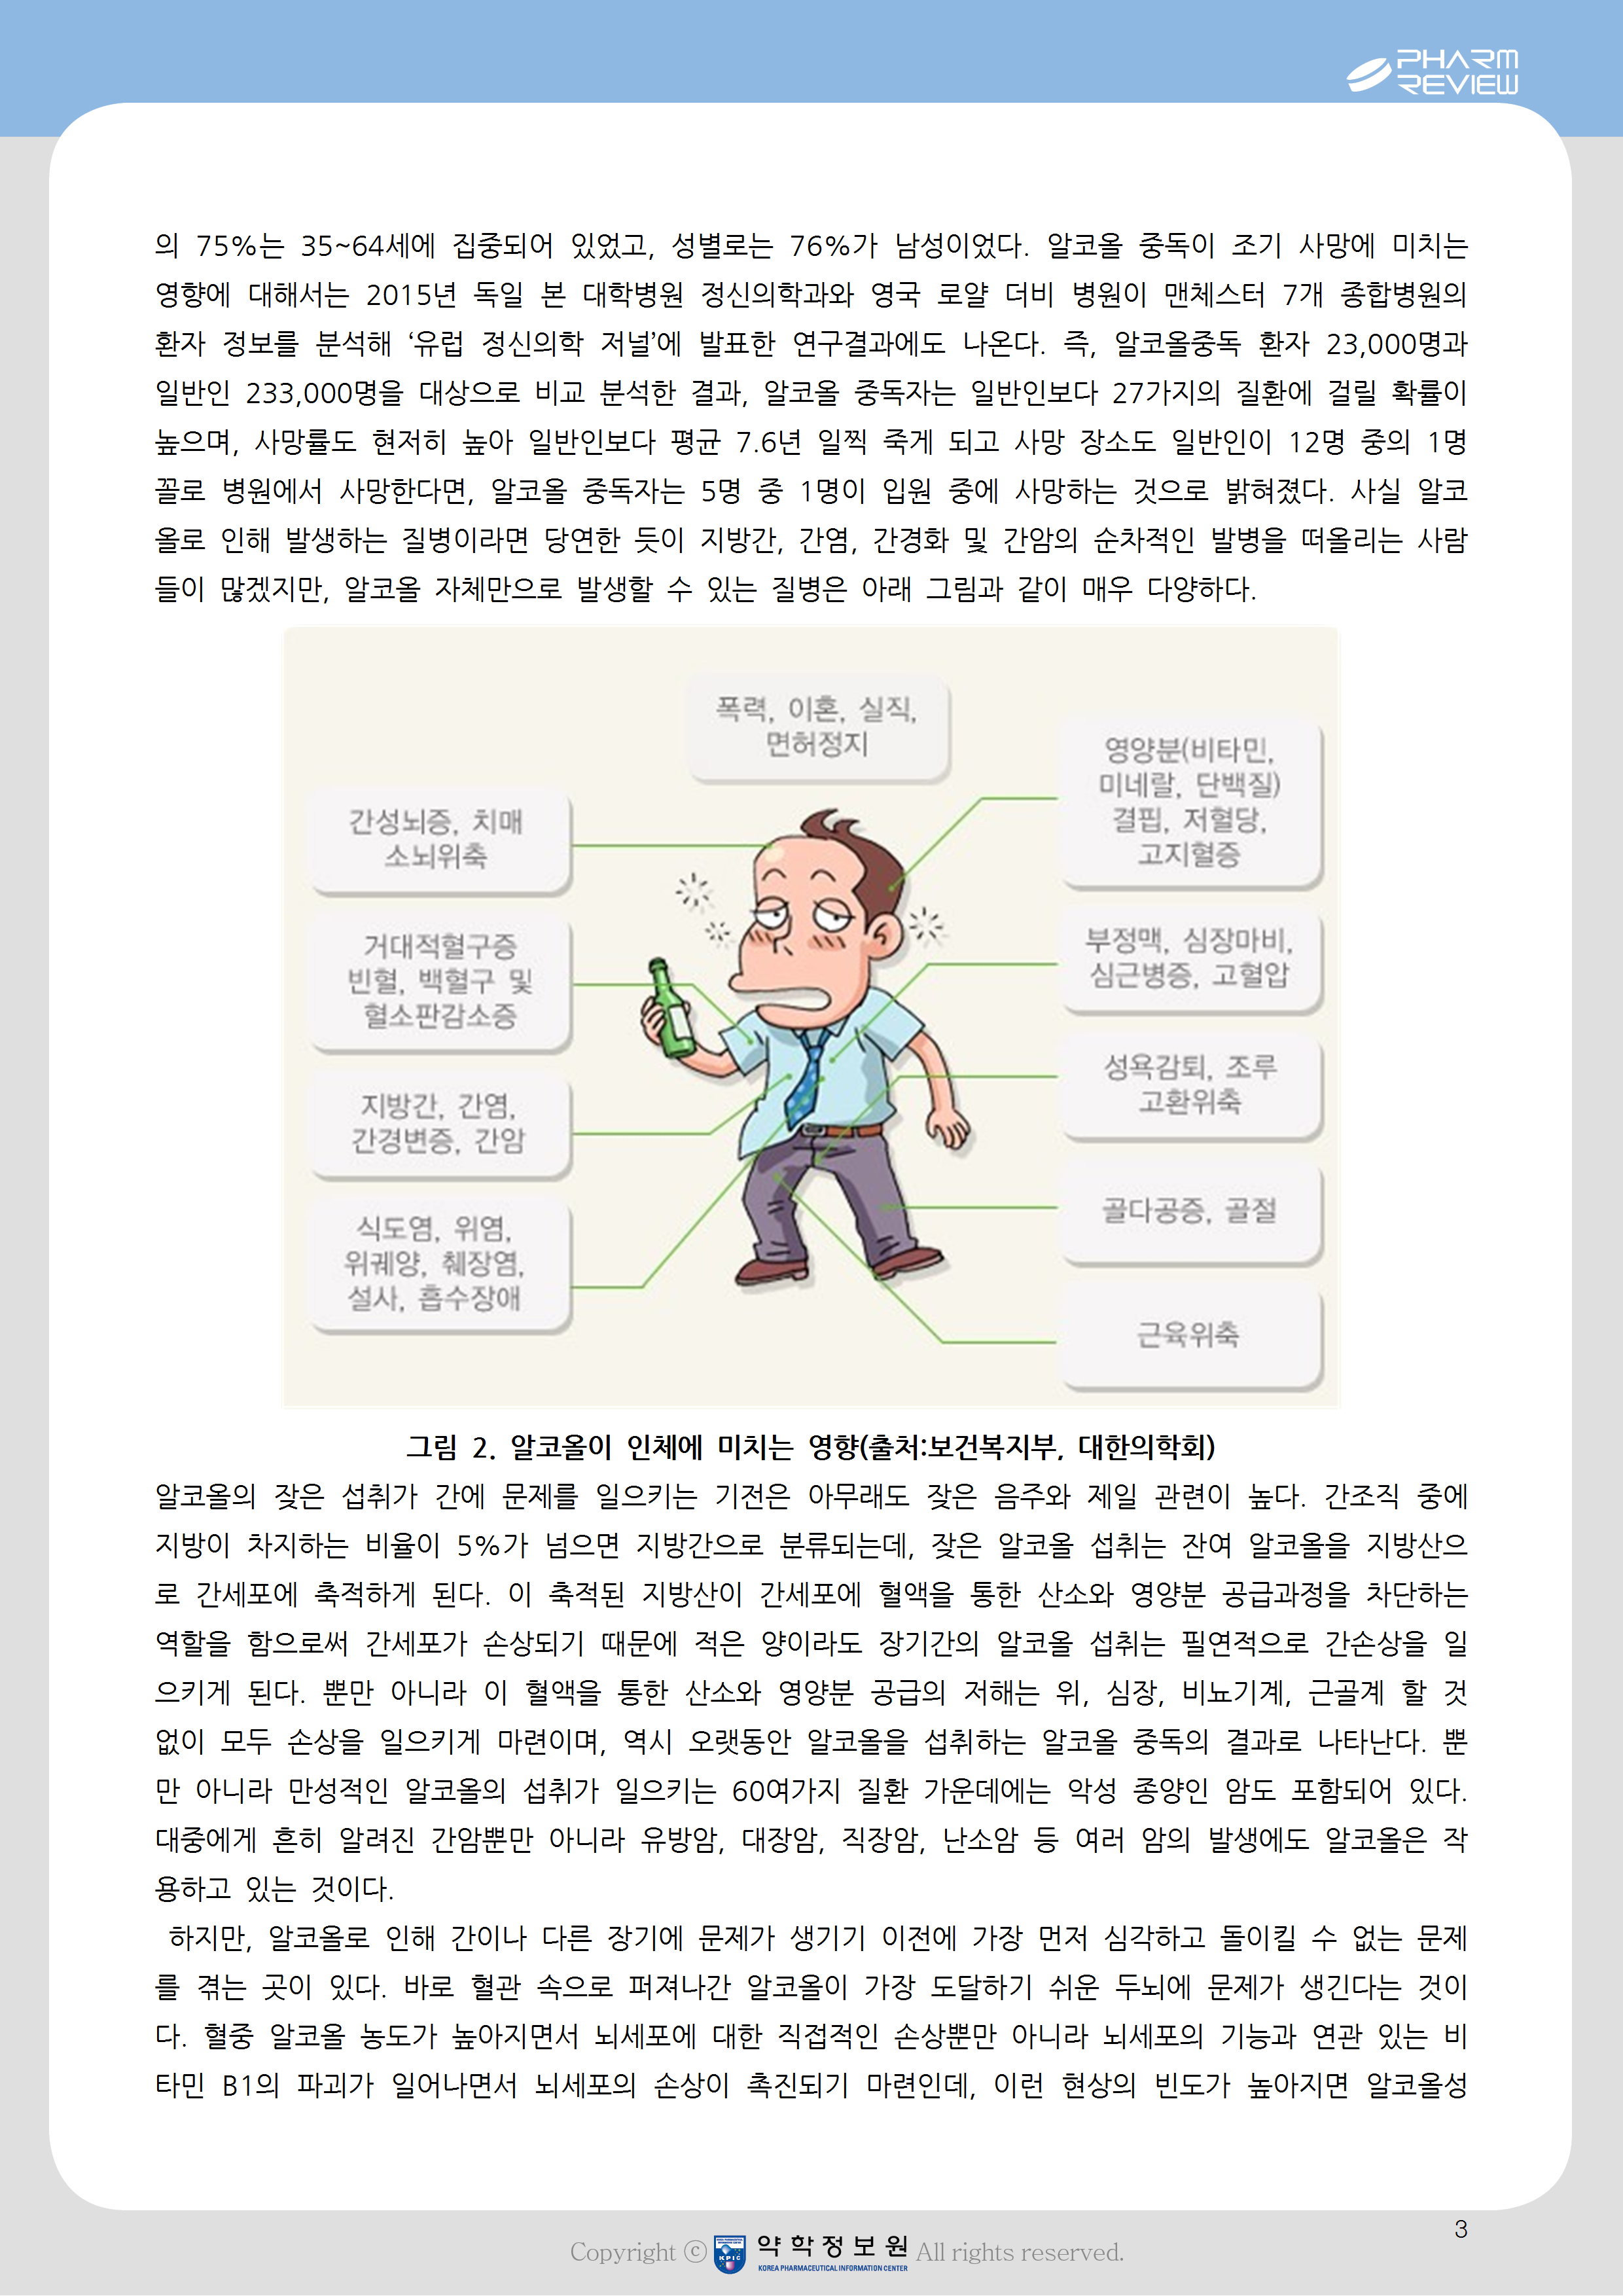 PHARM
REVIEW
의 75%는 35~64세에 집중되어 있었고, 성별로는 76%가 남성이었다. 알코올 중독이 조기 사망에 미치는
영향에 대해서는 2015년 독일 본 대학병원 정신의학과와 영국 로얄 더비 병원이 맨체스터 7개 종합병원의
환자 정보를 분석해 ‘유럽 정신의학 저널’에 발표한 연구결과에도 나온다. 즉, 알코올중독 환자 23,000명과
일반인 233,000명을 대상으로 비교 분석한 결과, 알코올 중독자는 일반인보다 27가지의 질환에 걸릴 확률이
높으며, 사망률도 현저히 높아 일반인보다 평균 7.6년 일찍 죽게 되고 사망 장소도 일반인이 12명 중의 1명
꼴로 병원에서 사망한다면, 알코올 중독자는 5명 중 1명이 입원 중에 사망하는 것으로 밝혀졌다. 사실 알코
올로 인해 발생하는 질병이라면 당연한 듯이 지방간, 간염, 간경화 및 간암의 순차적인 발병을 떠올리는 사람
들이 많겠지만, 알코올 자체만으로 발생할 수 있는 질병은 아래 그림과 같이 매우 다양하다.
폭력, 이혼, 실직,
면허정지
간성뇌증, 치매
소뇌위축
거대적혈구증
빈혈, 백혈구 및
혈소판감소증
지방간, 간염,
간경변증, 간암
식도염, 위염,
위궤양, 췌장염,
설사, 흡수장애
영양분(비타민,
미네랄, 단백질)
결핍, 저혈당,
고지혈증
부정맥, 심장마비,
심근병증, 고혈압
성욕감퇴, 조루
고환위축
골다공증, 골절
근육위축
그림 2. 알코올이 인체에 미치는 영향(출처:보건복지부, 대한의학회)
알코올의 잦은 섭취가 간에 문제를 일으키는 기전은 아무래도 잦은 음주와 제일 관련이 높다. 간조직 중에
지방이 차지하는 비율이 5%가 넘으면 지방간으로 분류되는데, 잦은 알코올 섭취는 잔여 알코올을 지방산으
로 간세포에 축적하게 된다. 이 축적된 지방산이 간세포에 혈액을 통한 산소와 영양분 공급과정을 차단하는
역할을 함으로써 간세포가 손상되기 때문에 적은 양이라도 장기간의 알코올 섭취는 필연적으로 간손상을 일
으키게 된다. 뿐만 아니라 이 혈액을 통한 산소와 영양분 공급의 저해는 위, 심장, 비뇨기계, 근골계 할 것
없이 모두 손상을 일으키게 마련이며, 역시 오랫동안 알코올을 섭취하는 알코올 중독의 결과로 나타난다. 뿐
만 아니라 만성적인 알코올의 섭취가 일으키는 60여가지 질환 가운데에는 악성 종양인 암도 포함되어 있다.
대중에게 흔히 알려진 간암뿐만 아니라 유방암, 대장암, 직장암, 난소암 등 여러 암의 발생에도 알코올은 작
용하고 있는 것이다.
하지만, 알코올로 인해 간이나 다른 장기에 문제가 생기기 이전에 가장 먼저 심각하고 돌이킬 수 없는 문제
를 겪는 곳이 있다. 바로 혈관 속으로 퍼져나간 알코올이 가장 도달하기 쉬운 두뇌에 문제가 생긴다는 것이
다. 혈중 알코올 농도가 높아지면서 뇌세포에 대한 직접적인 손상뿐만 아니라 뇌세포의 기능과 연관 있는 비
타민 B1의 파괴가 일어나면서 뇌세포의 손상이 촉진되기 마련인데, 이런 현상의 빈도가 높아지면 알코올성
3
Copyright ⓒ KPIC 약학정보원 All rights reserved.
KOREA PHARMACEUTICAL INFORMATION CENTER